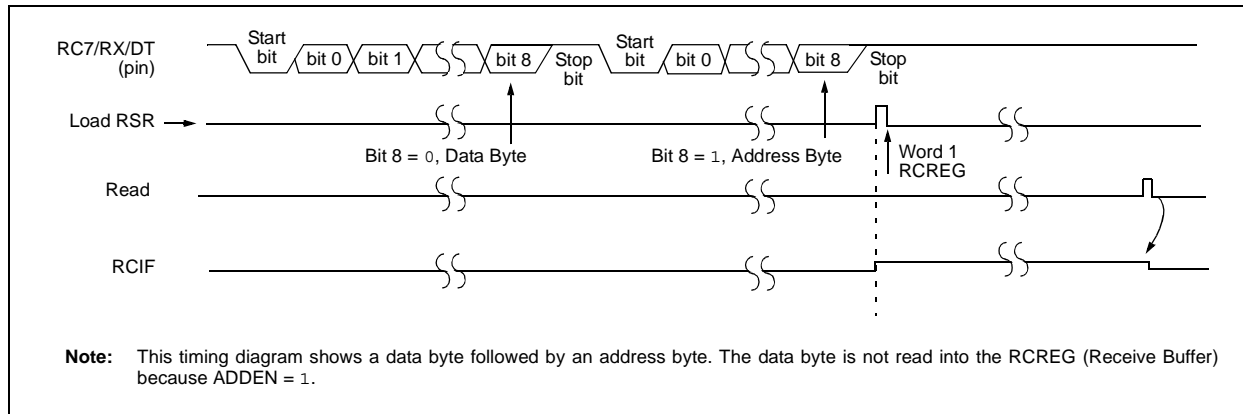 RC7/RX/DT
(pin)
Start
bit
bit 0
bit 1
bit 8
Stop
bit
Start
bit
bit 0
bit 8
Stop
bit
Load RSR
Bit 8 = 0, Data Byte
Bit 8 = 1, Address Byte
Word 1
RCREG
Read
RCIF
Note: This timing diagram shows a data byte followed by an address byte. The data byte is not read into the RCREG (Receive Buffer)
because ADDEN = 1.